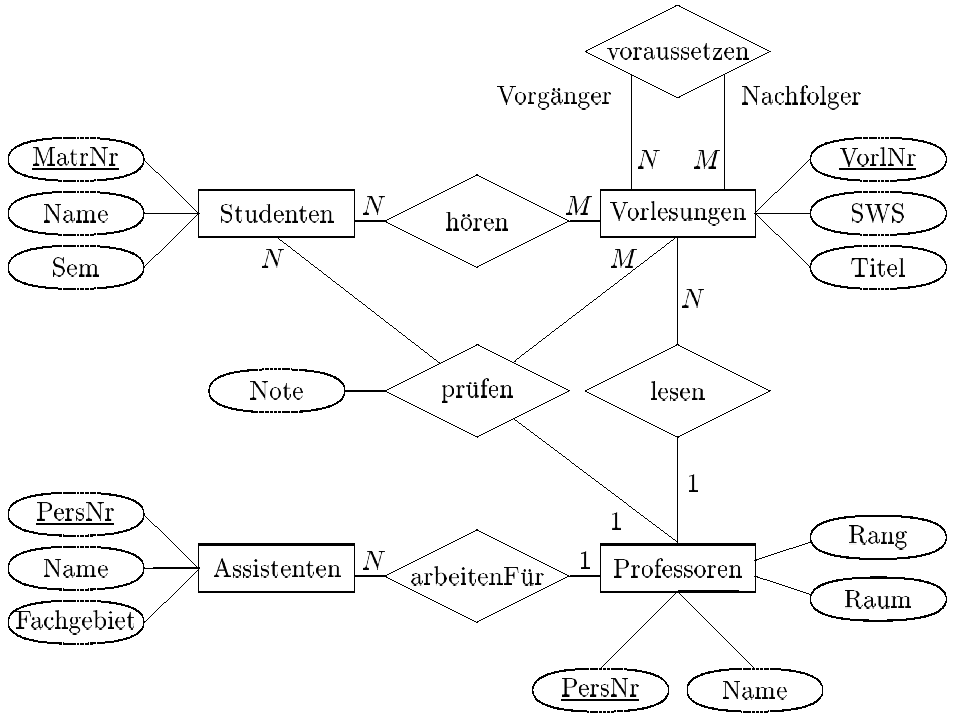 voraussetzen
Vorgänger
Nachfolger
N
M
MatrNr
Name
Sem
Studenten
N
hören
M
Vorlesungen
VorlNr
SWS
Titel
N
M
N
Note
prüfen
lesen
1
1
PersNr
Name
Fachgebiet
Assistenten
N
arbeitenFür
1
Professoren
Rang
Raum
PersNr
Name